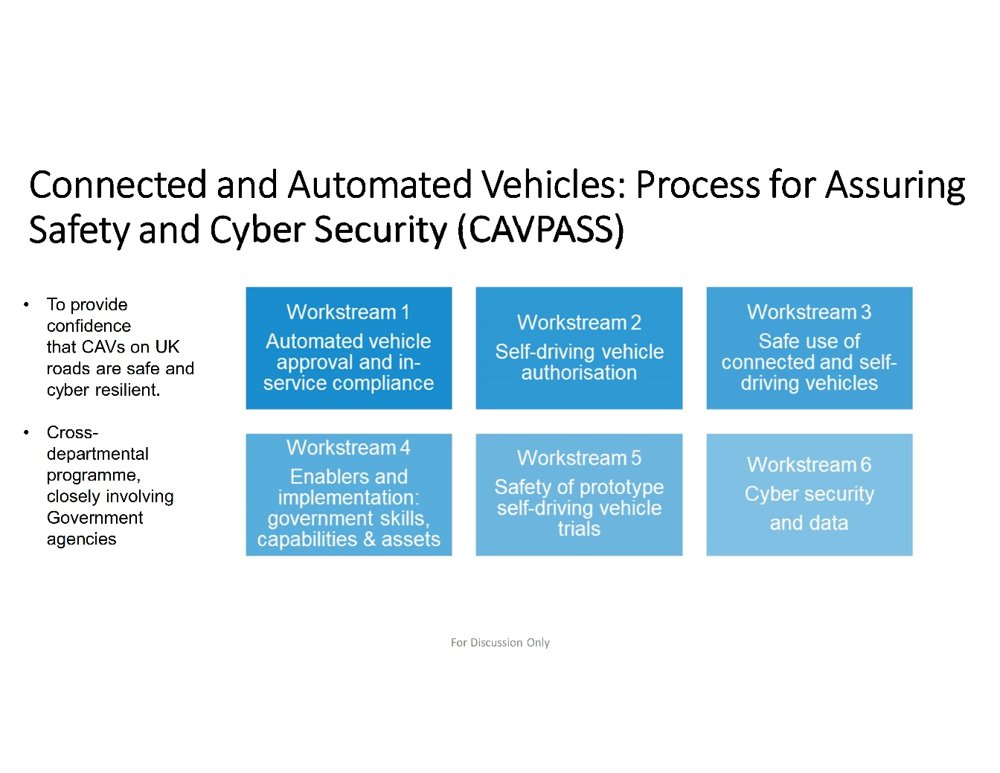 Connected and Automated Vehicles: Process for Assuring
Safety and Cyber Security (CAVPASS)
• To provide
confidence
that CAVs on UK
roads are safe and
cyber resilient.
• Cross-
departmental
programme,
closely involving
Government
agencies
Workstream 1
Automated vehicle
approval and in-
service compliance
Workstream 2
Self-driving vehicle
authorisation
Workstream 3
Safe use of
connected and self-
driving vehicles
Workstream 4
Enablers and
implementation:
government skills,
capabilities & assets
Workstream 5
Safety of prototype
self-driving vehicle
trials
Workstream 6
Cyber security
and data
For Discussion Only